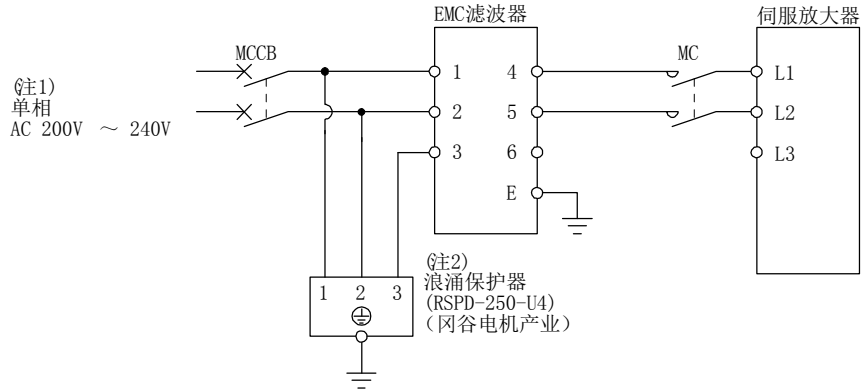 EMC滤波器
伺服放大器
MCCB
MC
(注1)
单相
AC 200V ～ 240V
1
4
L1
2
5
L2
3
6
L3
E
(注2)
浪涌保护器
(RSPD-250-U4)
(冈谷电机产业)
1 2 3